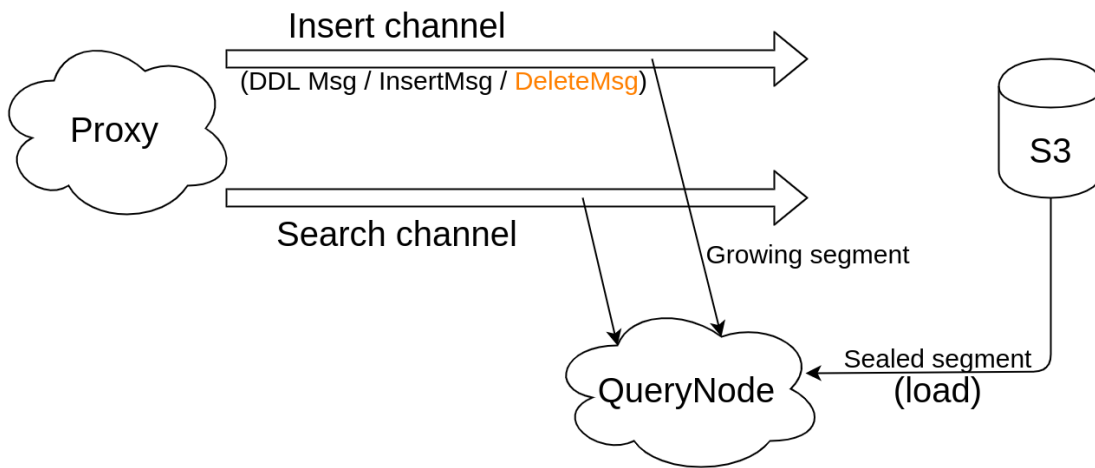 Insert channel
(DDL Msg / InsertMsg / DeleteMsg)
Proxy
S3
Search channel
Growing segment
Sealed segment
(load)
QueryNode